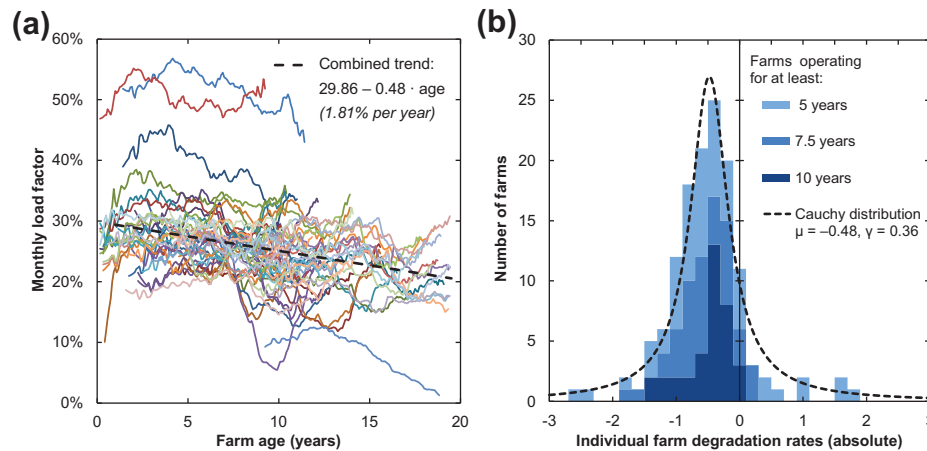 (a)
60%
50%
40%
30%
20%
10%
0%
Monthly load factor
0
5
10
15
20
Farm age (years)
Combined trend:
29.86 – 0.48 · age
(1.81% per year)
(b)
30
25
20
15
10
5
0
Number of farms
-3
-2
-1
0
1
2
3
Individual farm degradation rates (absolute)
Farms operating
for at least:
5 years
7.5 years
10 years
Cauchy distribution
μ = –0.48, γ = 0.36